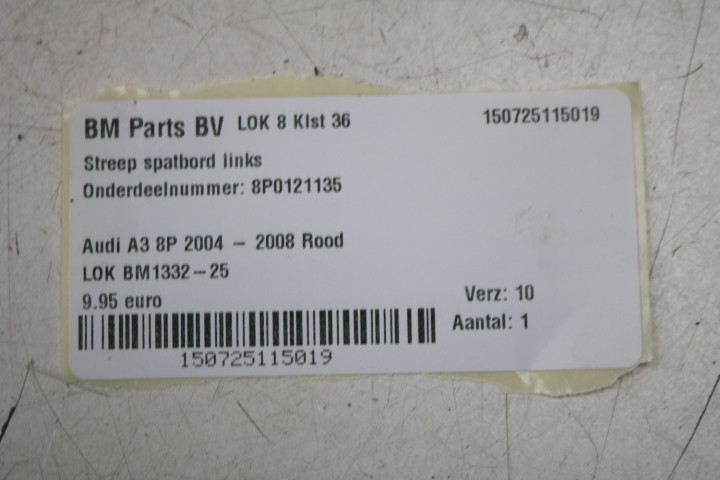 BM Parts BV LOK 8 Klst 36 150725115019
Streep spatbord links
Onderdeelnummer: 8P0121135
Audi A3 8P 2004 - 2008 Rood
LOK BM1332-25
9.95 euro Verz: 10
Aantal: 1
150725115019